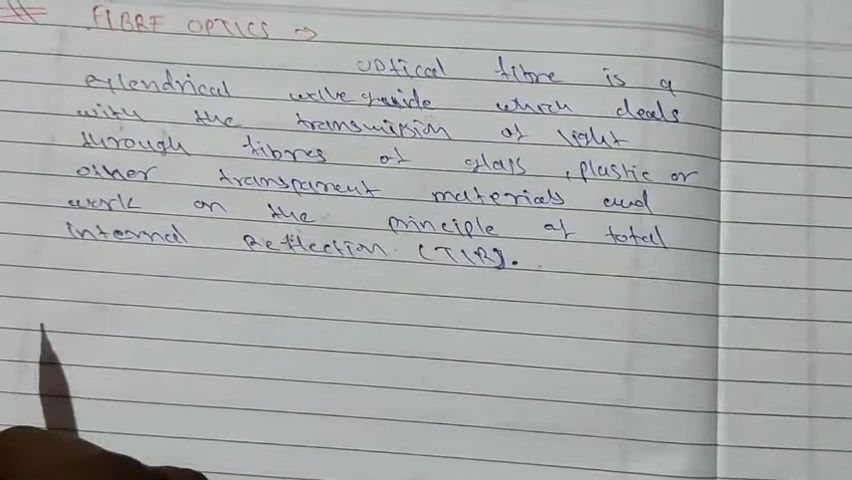 # FIBRE OPTICS →
optical fibre is a
cylendrical wave guide which deals
with the transmission of light
through fibres of glass, plastic or
other transparent materials and
work on the principle of total
internal reflection (TIR).